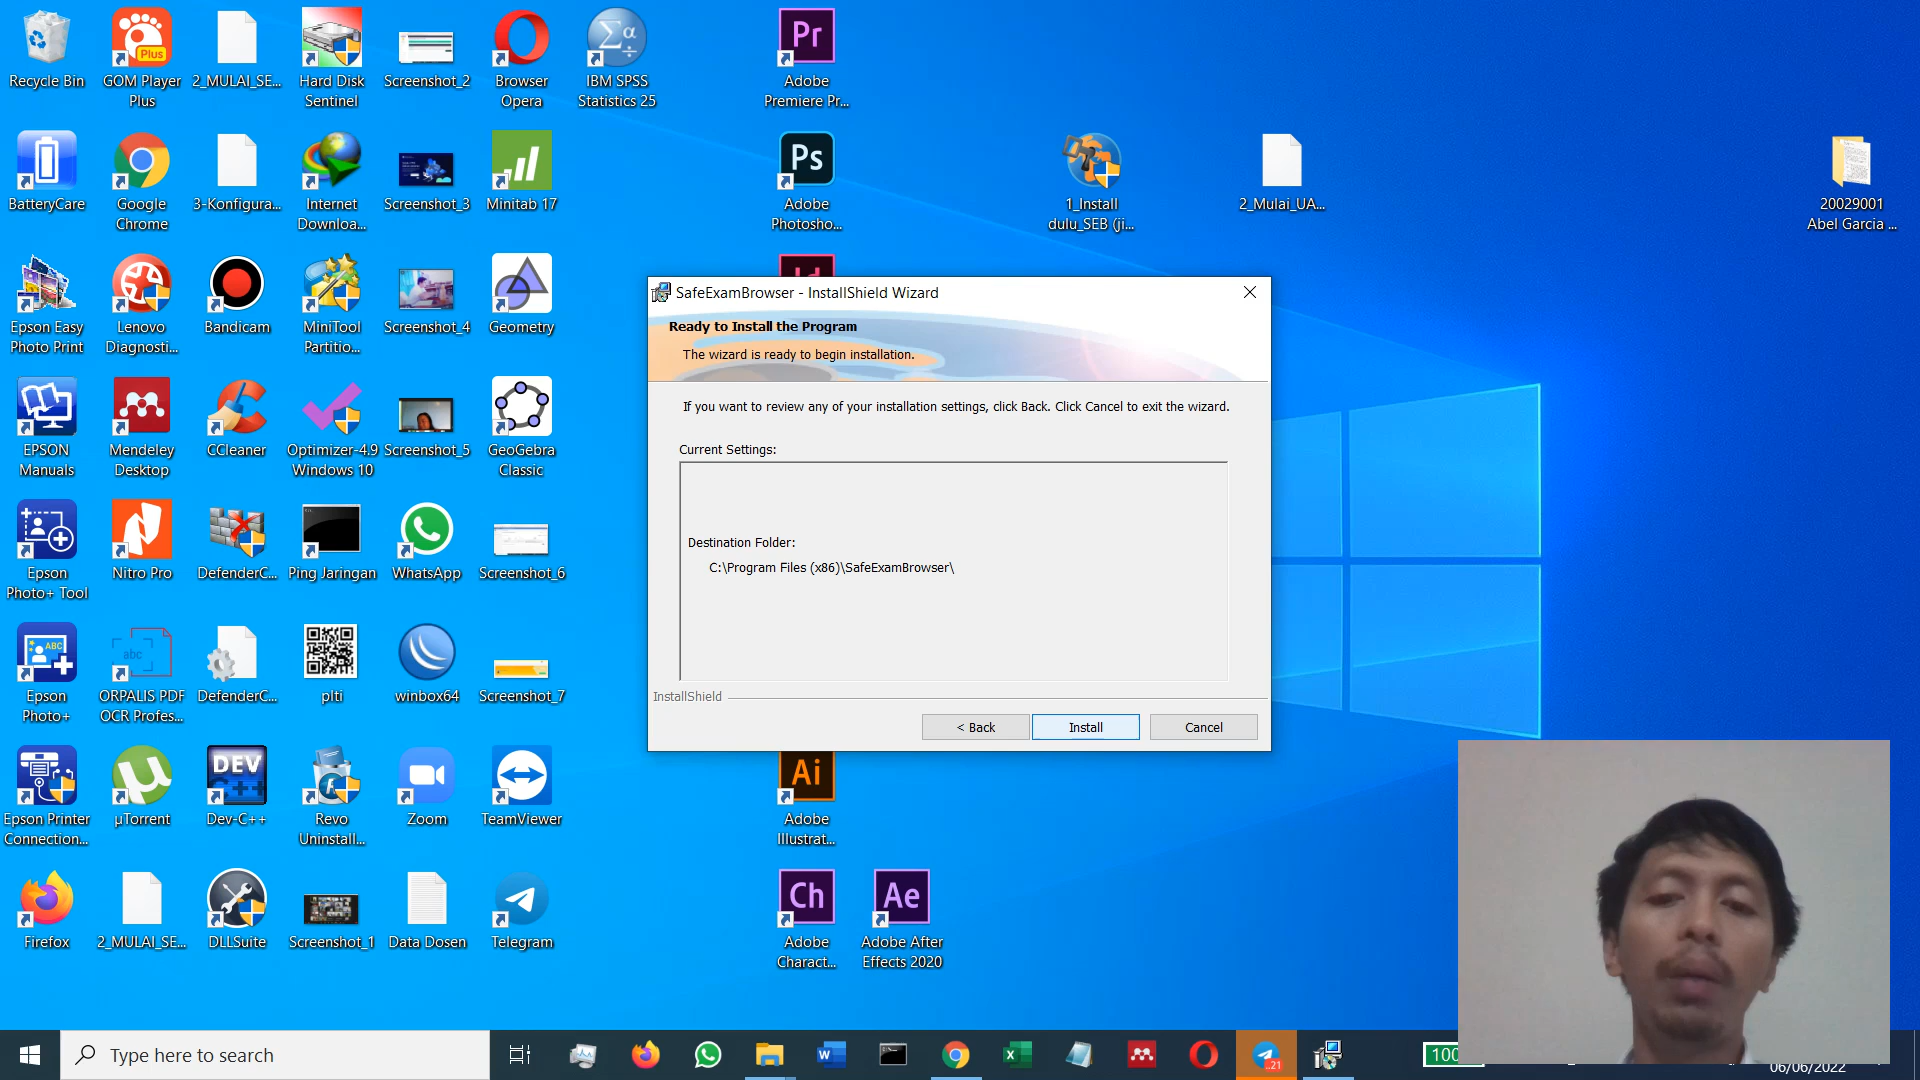 Recycle Bin
GOM Player
Plus
2_MULAI_SE...
Hard Disk
Sentinel
Screenshot_2
Browser
Opera
IBM SPSS
Statistics 25
Adobe
Premiere Pr...
BatteryCare
Google
Chrome
3-Konfigura...
Internet
Downloa...
Screenshot_3
Minitab 17
Adobe
Photosho...
1_Install
dulu_SEB (ji...
2_Mulai_UA...
20029001
Abel Garcia ...
Epson Easy
Photo Print
Lenovo
Diagnosti...
Bandicam
MiniTool
Partitio...
Screenshot_4
Geometry
SafeExamBrowser - InstallShield Wizard
Ready to Install the Program
The wizard is ready to begin installation.
If you want to review any of your installation settings, click Back. Click Cancel to exit the wizard.
Current Settings:
Destination Folder:
C:\Program Files (x86)\SafeExamBrowser\
InstallShield
< Back
Install
Cancel
EPSON
Manuals
Mendeley
Desktop
CCleaner
Optimizer-4.9
Windows 10
Screenshot_5
GeoGebra
Classic
Epson
Photo+ Tool
Nitro Pro
DefenderC...
Ping Jaringan
WhatsApp
Screenshot_6
Epson
Photo+
ORPALIS PDF
OCR Profes...
DefenderC...
plti
winbox64
Screenshot_7
Epson Printer
Connection...
µTorrent
Dev-C++
Revo
Uninstall...
Zoom
TeamViewer
Adobe
Illustrat...
Firefox
2_MULAI_SE...
DLLSuite
Screenshot_1
Data Dosen
Telegram
Adobe
Charact...
Adobe After
Effects 2020
Type here to search
06/06/2022